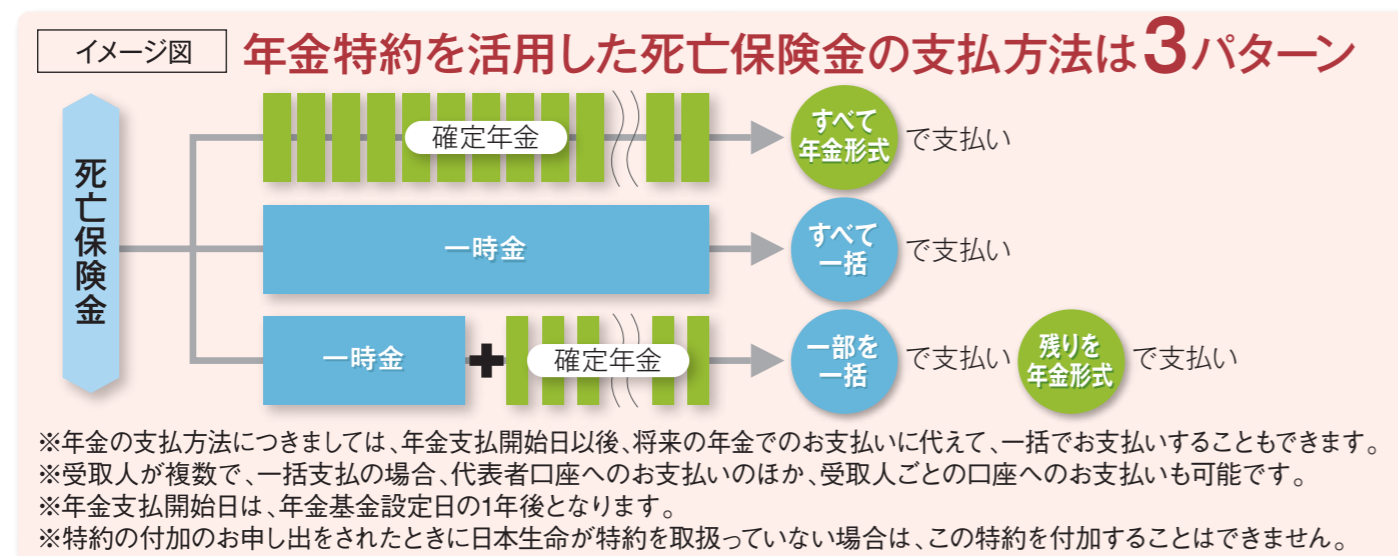 イメージ図
年金特約を活用した死亡保険金の支払方法は3パターン
死亡保険金
確定年金
すべて
年金形式
で支払い
一時金
すべて
一括
で支払い
一時金
+
確定年金
一部を
一括
で支払い
残りを
年金形式
で支払い
※年金の支払方法につきましては、年金支払開始日以後、将来の年金でのお支払いに代えて、一括でお支払いすることもできます。
※受取人が複数で、一括支払の場合、代表者口座へのお支払いのほか、受取人ごとの口座へのお支払いも可能です。
※年金支払開始日は、年金基金設定日の1年後となります。
※特約の付加のお申し出をされたときに日本生命が特約を取扱っていない場合は、この特約を付加することはできません。